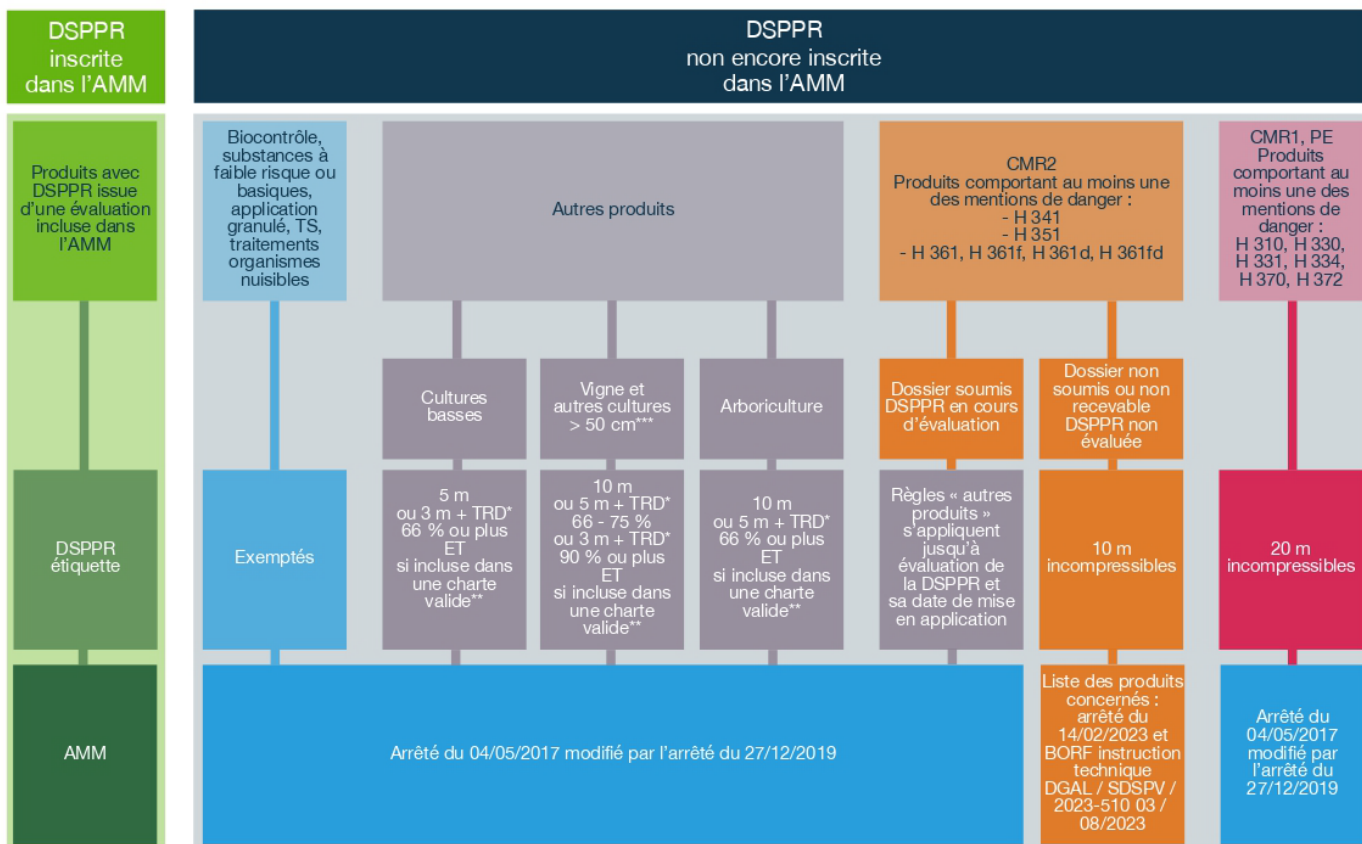 DSPPR
inscrite
dans l'AMM
DSPPR
non encore inscrite
dans l'AMM
Produits avec
DSPPR issue
d'une évaluation
incluse dans
l'AMM
Biocontrôle,
substances à
faible risque ou
basiques,
application
granulé, TS,
traitements
organismes
nuisibles
Autres produits
CMR2
Produits comportant au moins une
des mentions de danger :
- H 341
- H 351
- H 361, H 361f, H 361d, H 361fd
CMR1, PE
Produits
comportant au
moins une des
mentions de
danger :
H 310, H 330,
H 331, H 334,
H 370, H 372
Cultures
basses
Vigne et
autres cultures
> 50 cm***
Arboriculture
Dossier soumis
DSPPR en cours
d'évaluation
Dossier non
soumis ou non
recevable
DSPPR non
évaluée
DSPPR
étiquette
Exemptés
5 m
ou 3 m + TRD*
66 % ou plus
ET
si incluse dans
une charte
valide**
10 m
ou 5 m + TRD*
66 - 75 %
ou 3 m + TRD*
90 % ou plus
ET
si incluse dans
une charte
valide**
10 m
ou 5 m + TRD*
66 % ou plus
ET
si incluse dans
une charte
valide**
Règles « autres
produits »
s'appliquent
jusqu'à
évaluation de
la DSPPR et
sa date de mise
en application
10 m
incompressibles
20 m
incompressibles
AMM
Arrêté du 04/05/2017 modifié par l'arrêté du 27/12/2019
Liste des produits
concernés :
arrêté du
14/02/2023 et
BORF instruction
technique
DGAL / SDSPV /
2023-510 03 /
08/2023
Arrêté du
04/05/2017
modifié par
l'arrêté du
27/12/2019